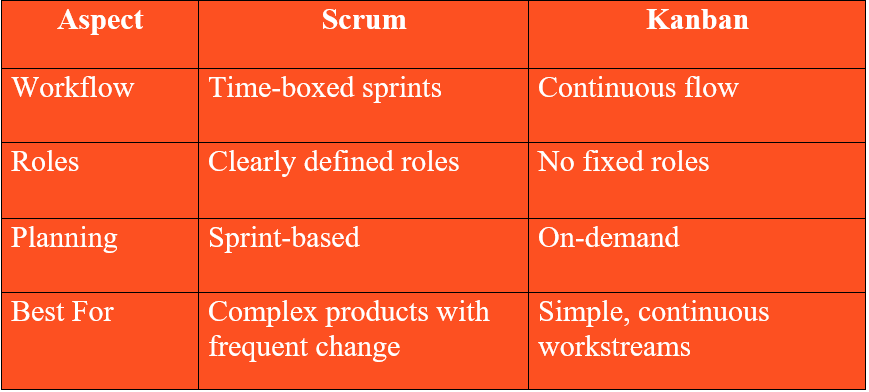 Aspect Scrum Kanban
Workflow Time-boxed sprints Continuous flow
Roles Clearly defined roles No fixed roles
Planning Sprint-based On-demand
Best For Complex products with Simple, continuous
frequent change workstreams